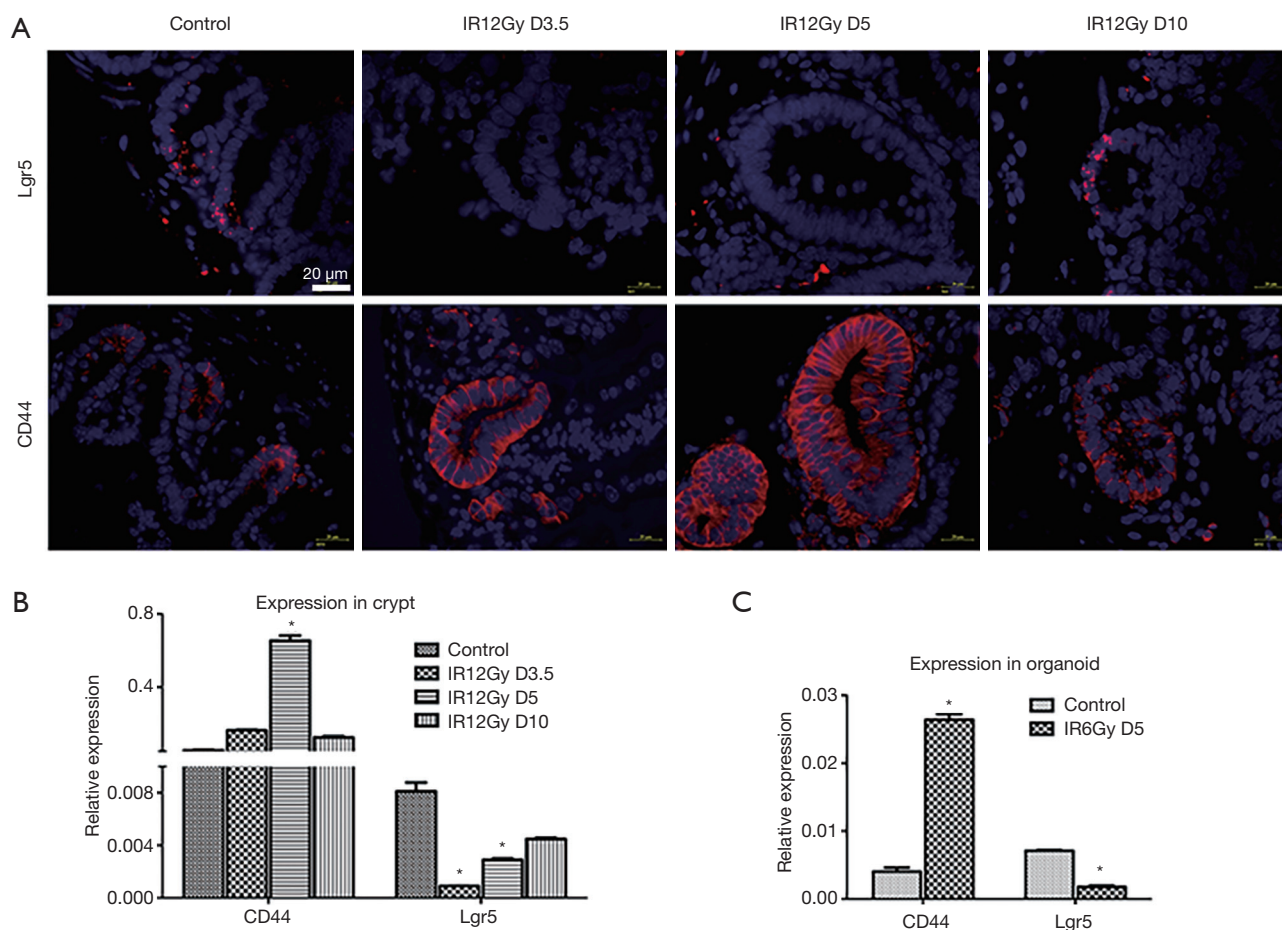 A
Control
IR12Gy D3.5
IR12Gy D5
IR12Gy D10
Lgr5
20 µm
CD44
B
Expression in crypt
Relative expression
0.8
0.4
0.008
0.004
0.000
*
*
*
Control
IR12Gy D3.5
IR12Gy D5
IR12Gy D10
CD44
Lgr5
C
Expression in organoid
Relative expression
0.03
0.02
0.01
0.00
*
*
Control
IR6Gy D5
CD44
Lgr5